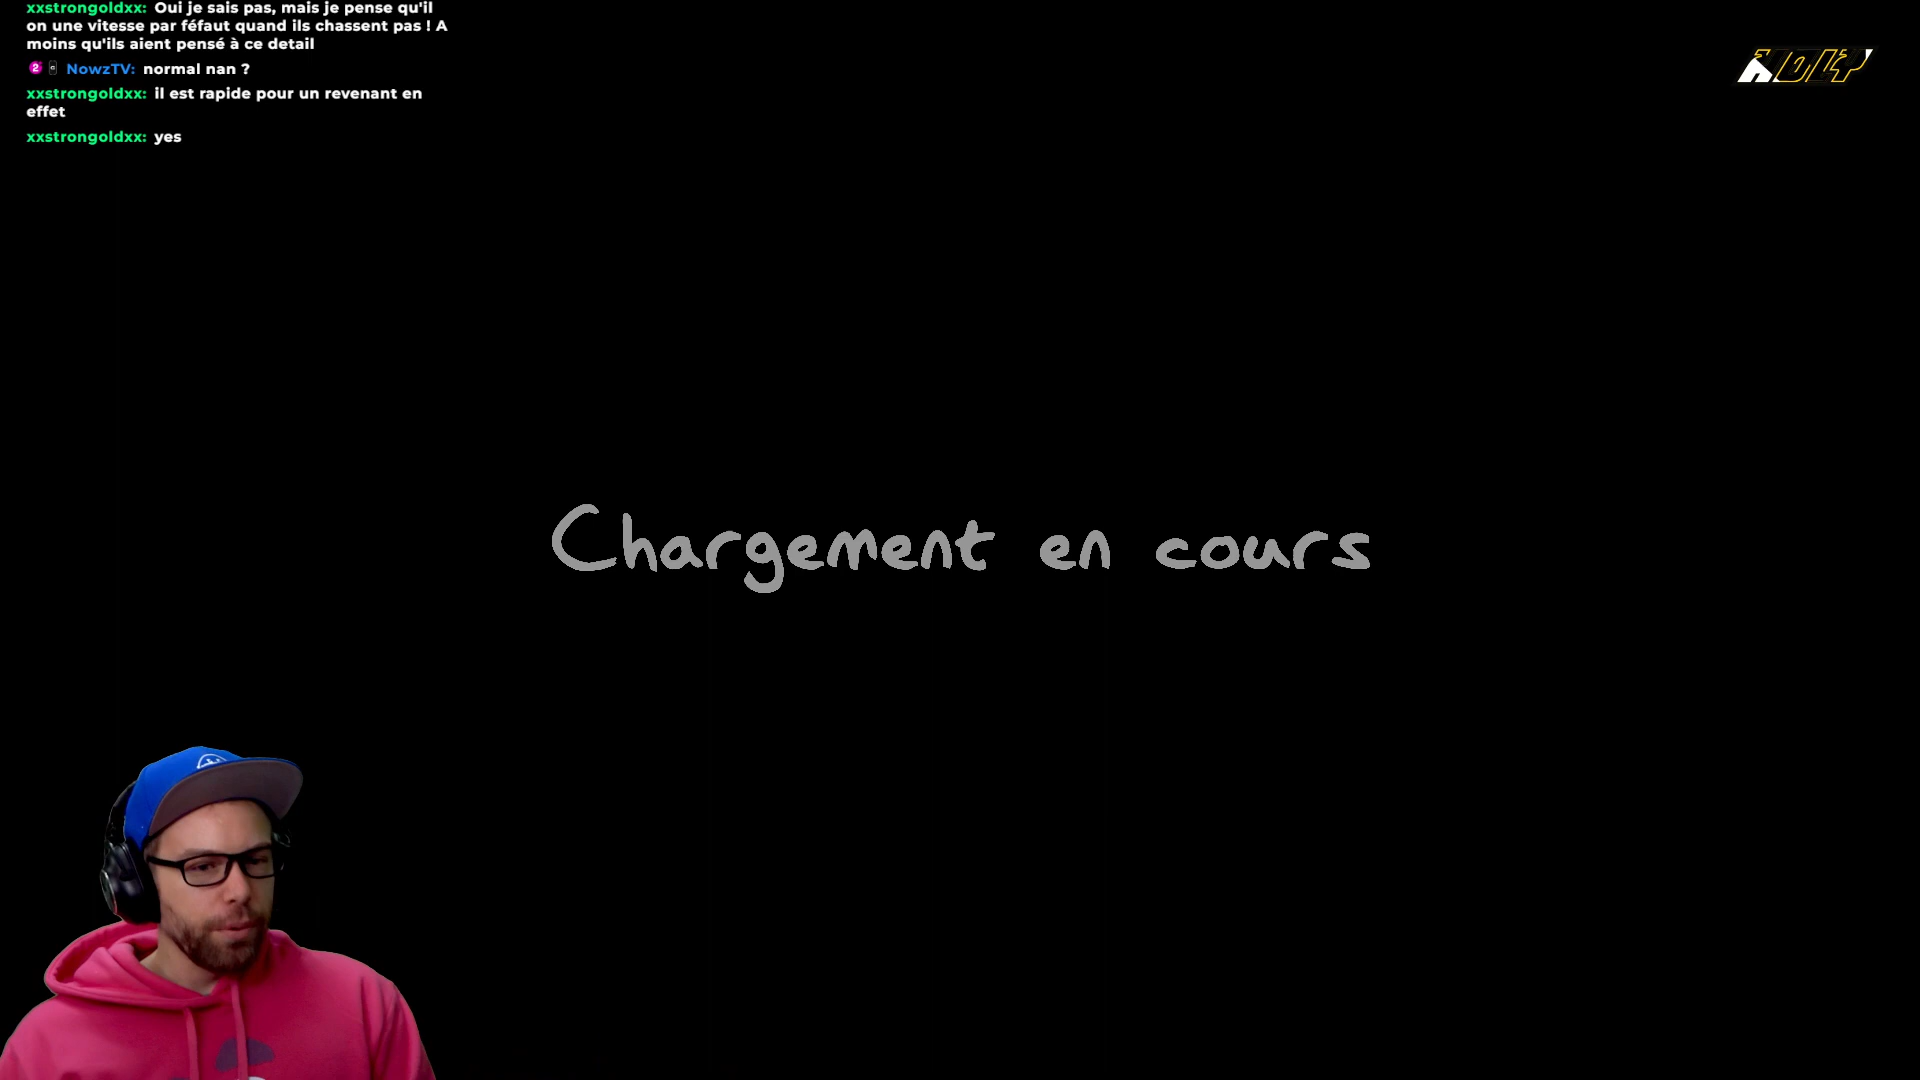 xxstrongoldxx: Oui je sais pas, mais je pense qu'il
on une vitesse par féfaut quand ils chassent pas ! A
moins qu'ils aient pensé à ce detail
2 NowzTV: normal nan ?
xxstrongoldxx: il est rapide pour un revenant en
effet
xxstrongoldxx: yes
HOLY
Chargement en cours